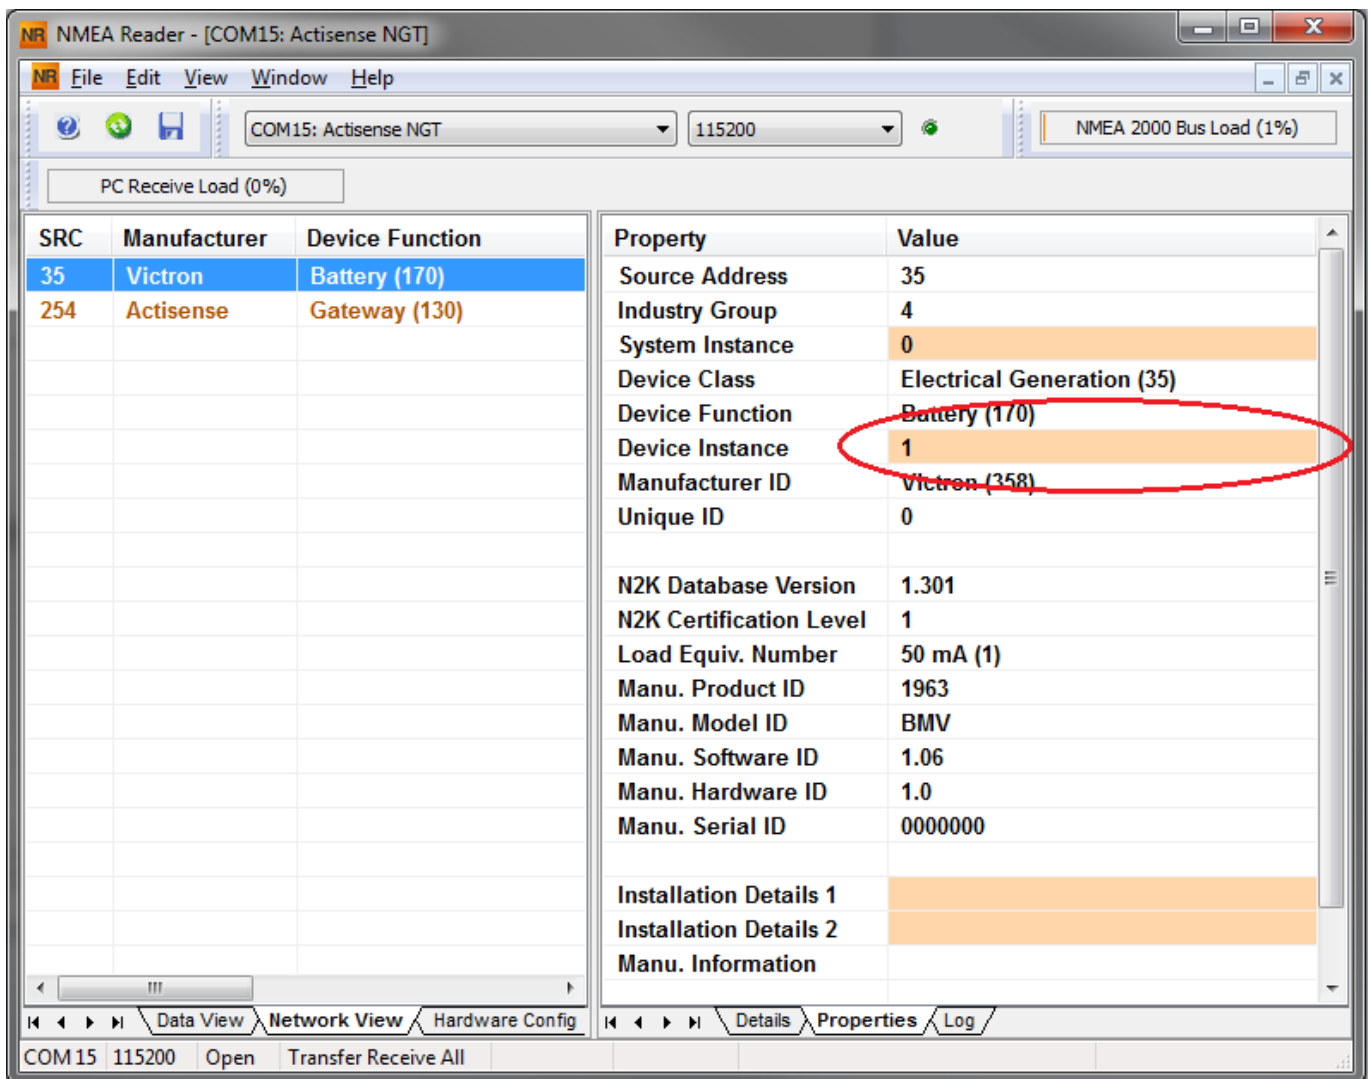 NR NMEA Reader - [COM15: Actisense NGT]
NR File Edit View Window Help
COM15: Actisense NGT 115200 NMEA 2000 Bus Load (1%)
PC Receive Load (0%)
SRC Manufacturer Device Function
35 Victron Battery (170)
254 Actisense Gateway (130)
Property Value
Source Address 35
Industry Group 4
System Instance 0
Device Class Electrical Generation (35)
Device Function Battery (170)
Device Instance 1
Manufacturer ID Victron (358)
Unique ID 0
N2K Database Version 1.301
N2K Certification Level 1
Load Equiv. Number 50 mA (1)
Manu. Product ID 1963
Manu. Model ID BMV
Manu. Software ID 1.06
Manu. Hardware ID 1.0
Manu. Serial ID 0000000
Installation Details 1
Installation Details 2
Manu. Information
Data View Network View Hardware Config
Details Properties Log
COM 15 115200 Open Transfer Receive All